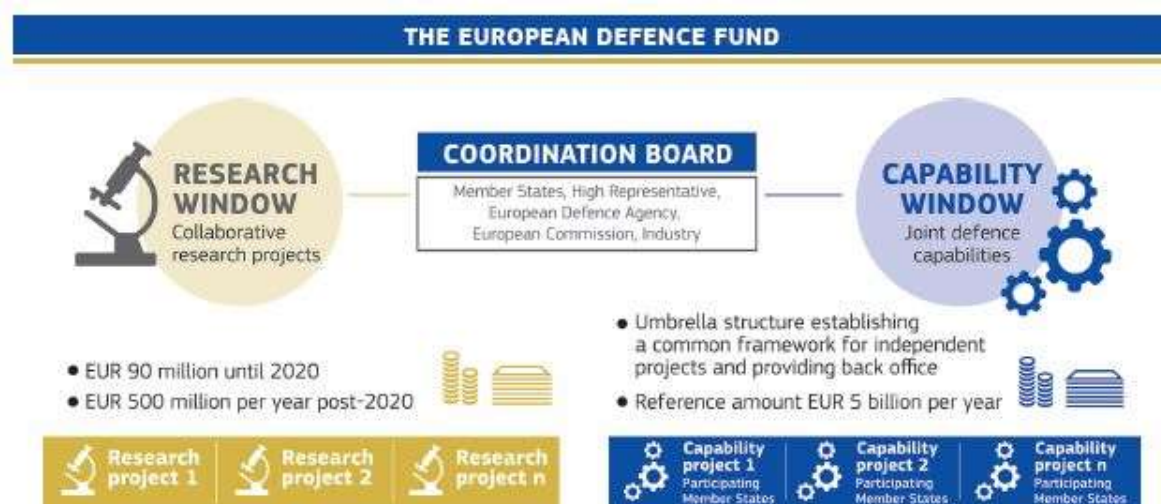 THE EUROPEAN DEFENCE FUND
RESEARCH
WINDOW
Collaborative
research projects
COORDINATION BOARD
Member States, High Representative,
European Defence Agency,
European Commission, Industry
CAPABILITY
WINDOW
Joint defence
capabilities
• EUR 90 million until 2020
• EUR 500 million per year post-2020
• Umbrella structure establishing
a common framework for independent
projects and providing back office
• Reference amount EUR 5 billion per year
Research
project 1
Research
project 2
Research
project n
Capability
project 1
Participating
Member States
Capability
project 2
Participating
Member States
Capability
project n
Participating
Member States